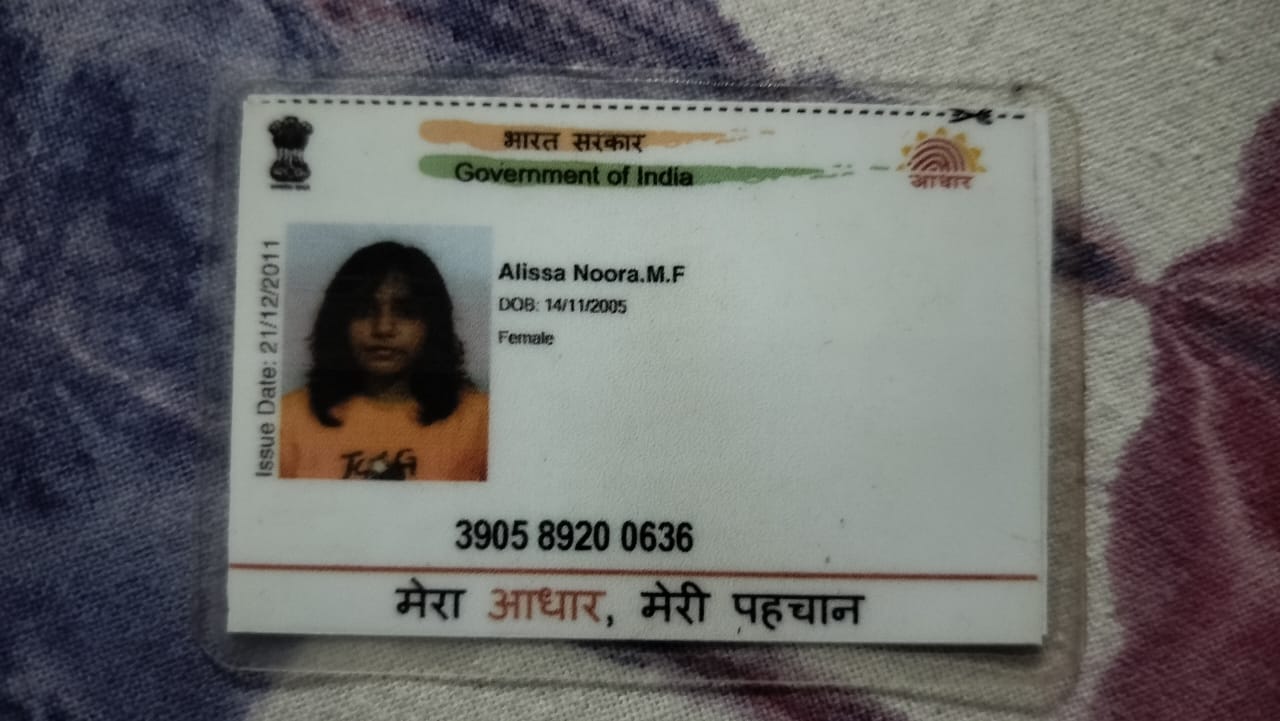 भारत सरकार
Government of India
आधार
Issue Date: 21/12/2011
Alissa Noora.M.F
DOB: 14/11/2005
Female
3905 8920 0636
मेरा आधार, मेरी पहचान